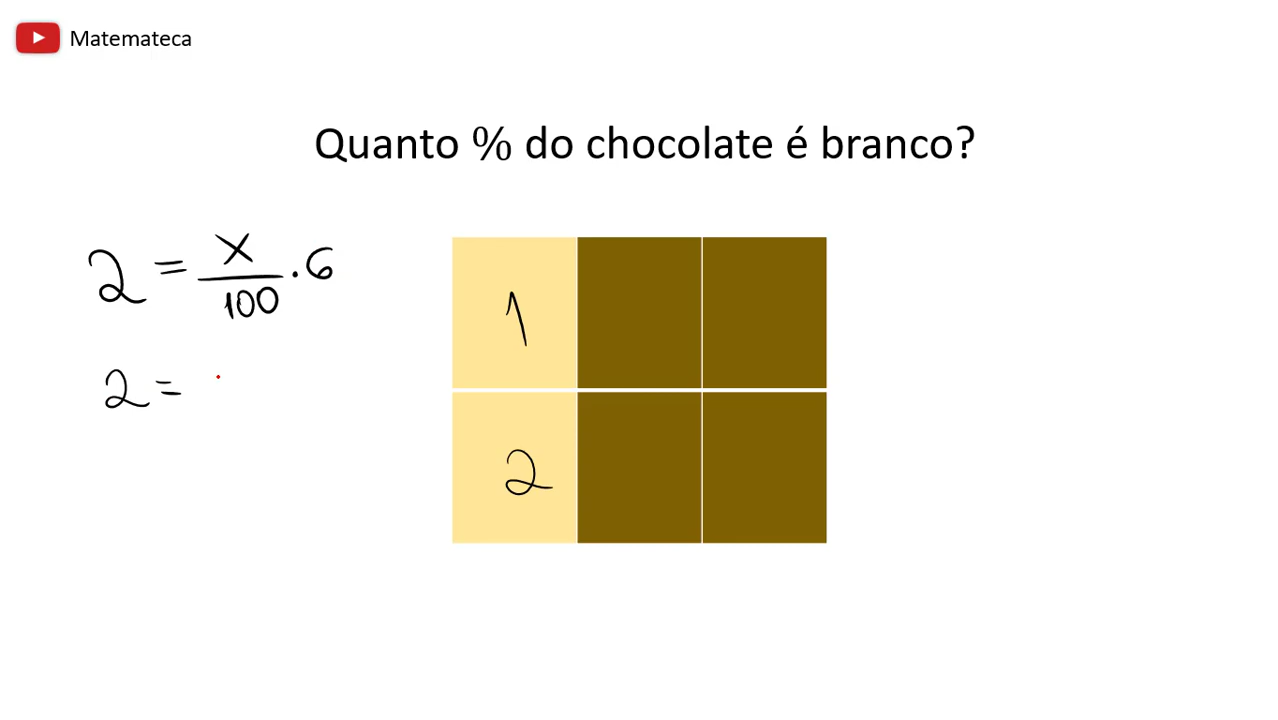 Matemateca
Quanto % do chocolate é branco?
2 = x/100 . 6
2 =
1
2